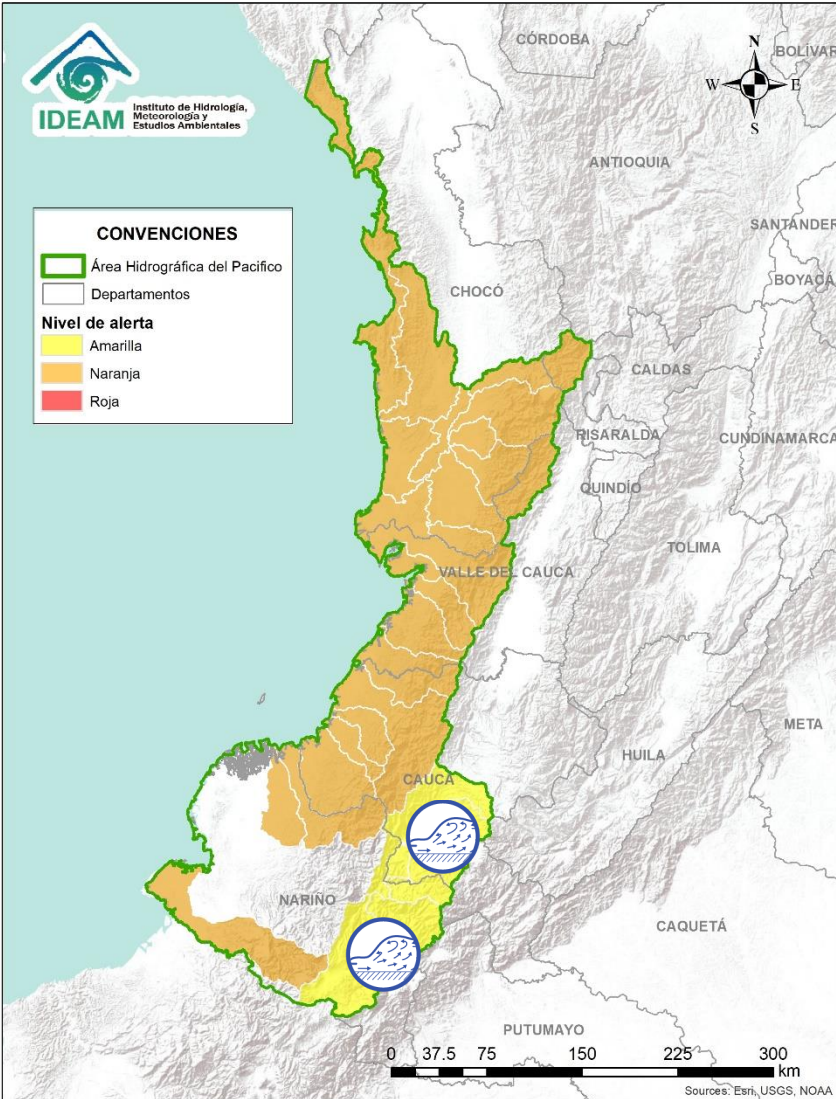 IDEAM
Instituto de Hidrología,
Meteorología y
Estudios Ambientales
CÓRDOBA
BOLÍVAR
N
W
E
S
ANTIOQUIA
SANTANDER
BOYACÁ
CONVENCIONES
Área Hidrográfica del Pacifico
Departamentos
Nivel de alerta
Amarilla
Naranja
Roja
CHOCÓ
CALDAS
RISARALDA
CUNDINAMARCA
QUINDÍO
TOLIMA
VALLE DEL CAUCA
META
HUILA
CAUCA
NARIÑO
CAQUETÁ
PUTUMAYO
0 37.5 75 150 225 300
km
Sources: Esri, USGS, NOAA